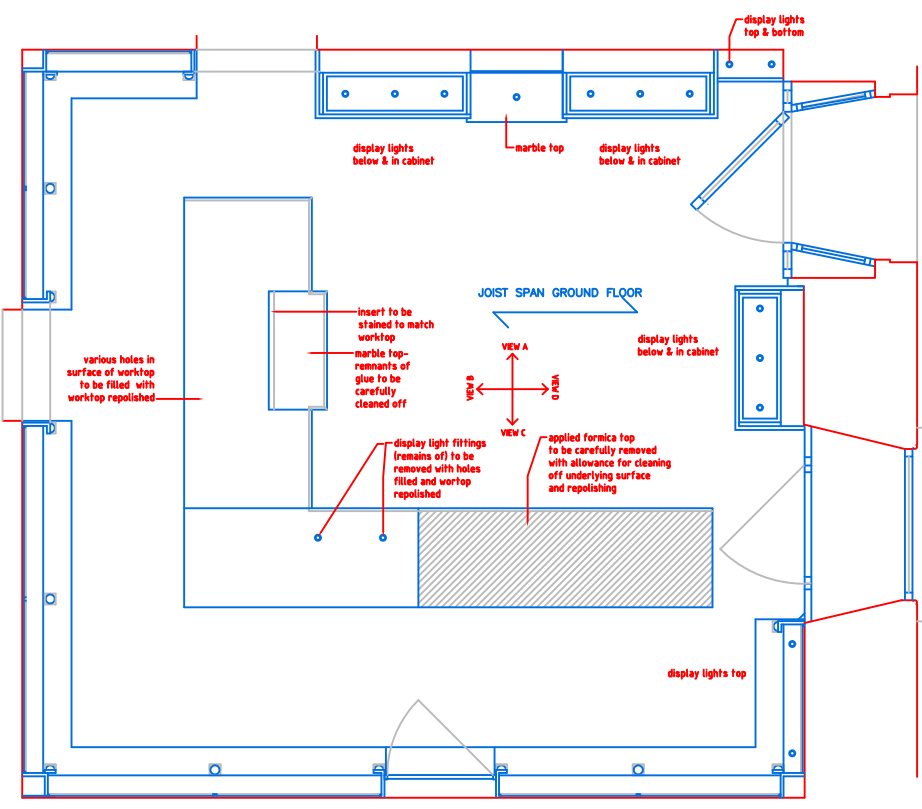 display lights
top & bottom
display lights
below & in cabinet
marble top
display lights
below & in cabinet
JOIST SPAN GROUND FLOOR
insert to be
stained to match
worktop
marble top-
remnants of
glue to be
carefully
cleaned off
various holes in
surface of worktop
to be filled with
worktop repolished
VIEW A
VIEW B
VIEW D
VIEW C
display lights
below & in cabinet
display light fittings
(remains of) to be
removed with holes
filled and wortop
repolished
applied formica top
to be carefully removed
with allowance for cleaning
off underlying surface
and repolishing
display lights top